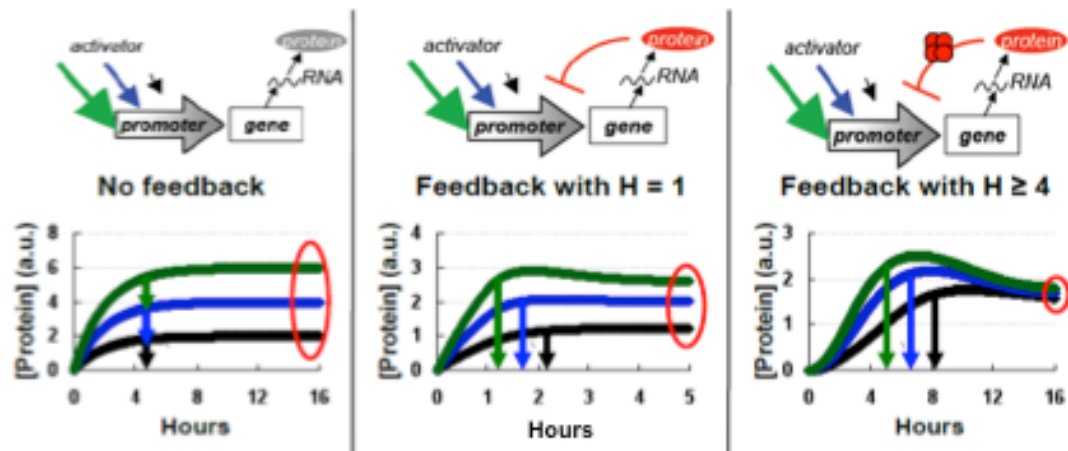 activator
protein
RNA
promoter
gene
No feedback
[Protein] (a.u.)
8
6
4
2
0
0 4 8 12 16
Hours
activator
protein
RNA
promoter
gene
Feedback with H = 1
[Protein] (a.u.)
4
3
2
1
0
0 1 2 3 4 5
Hours
activator
protein
RNA
promoter
gene
Feedback with H ≥ 4
[Protein] (a.u.)
3
2
1
0
0 4 8 12 16
Hours